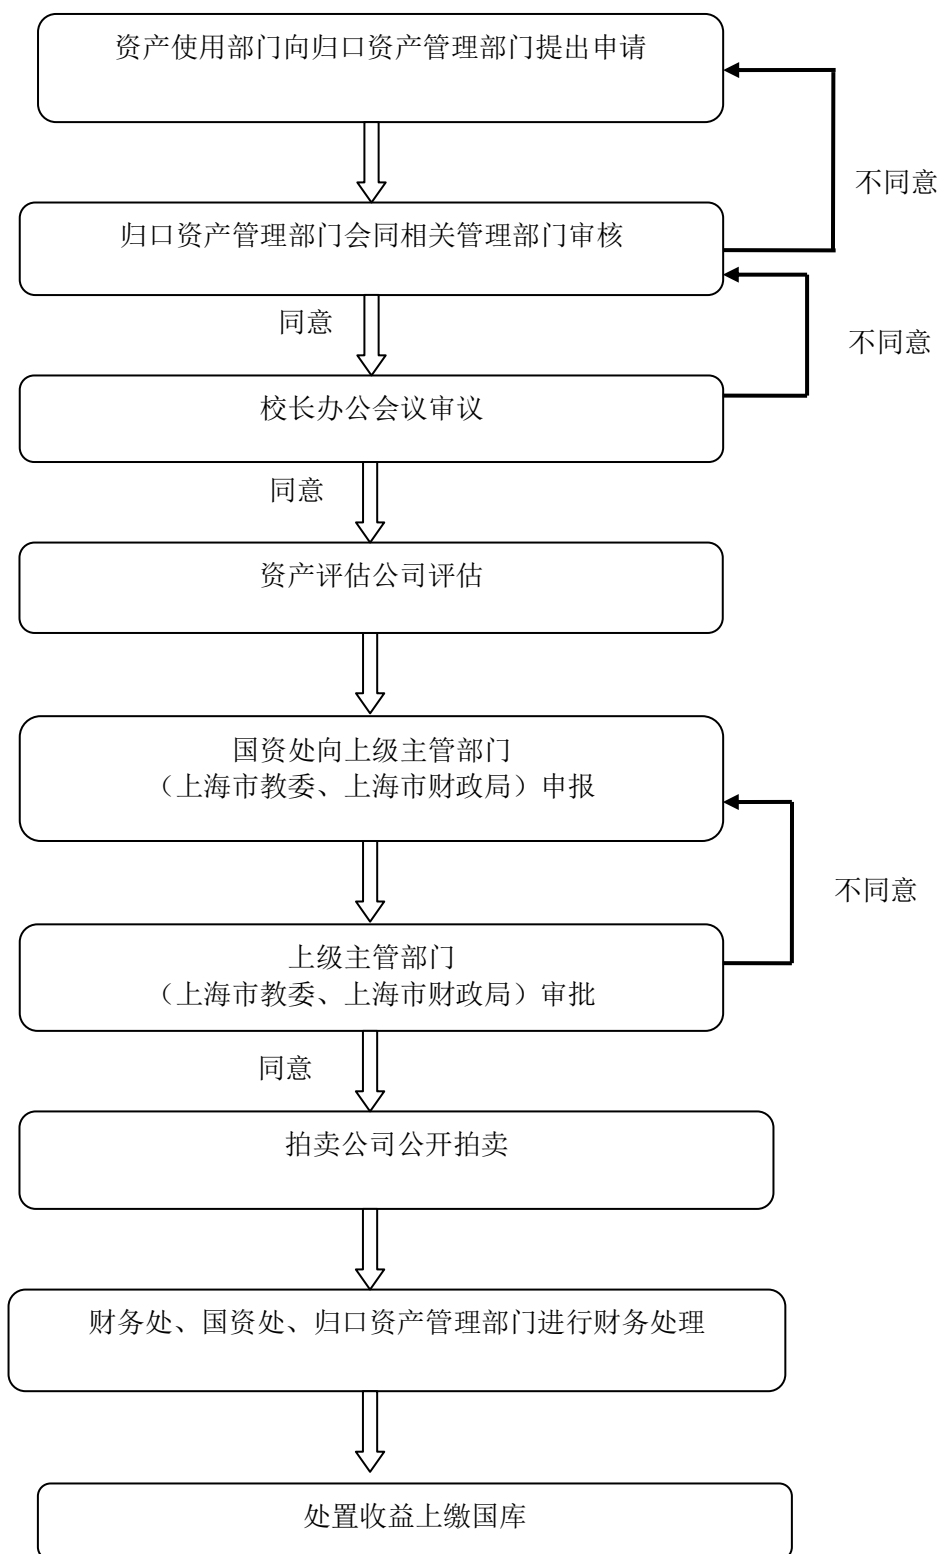 资产使用部门向归口资产管理部门提出申请
不同意
归口资产管理部门会同相关管理部门审核
同意
不同意
校长办公会议审议
同意
资产评估公司评估
国资处向上级主管部门
（上海市教委、上海市财政局）申报
不同意
上级主管部门
（上海市教委、上海市财政局）审批
同意
拍卖公司公开拍卖
财务处、国资处、归口资产管理部门进行财务处理
处置收益上缴国库